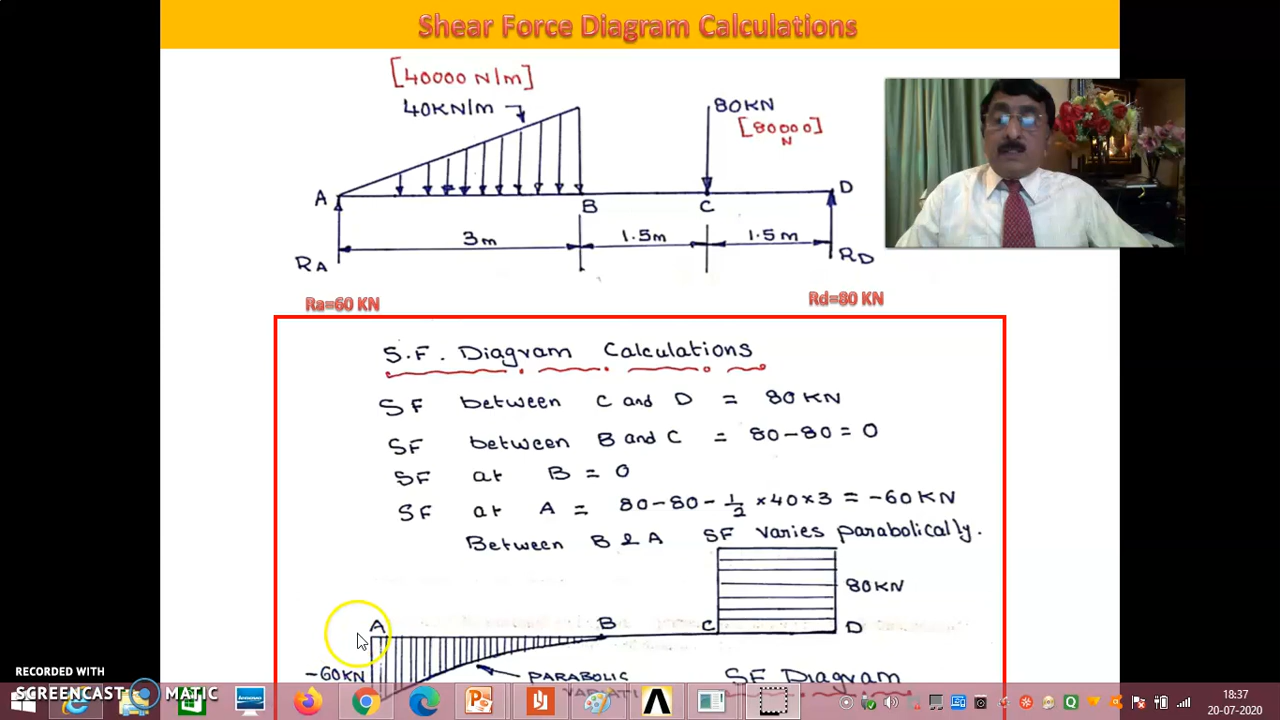 Shear Force Diagram Calculations
[40000 N/m]
40KN/m
80KN
[80000]
N
A
B
C
D
3m
1.5m
1.5m
RA
RD
Ra=60 KN
Rd=80 KN
S.F. Diagram Calculations
SF between C and D = 80 KN
SF between B and C = 80-80 = 0
SF at B = 0
SF at A = 80-80- 1/2 ×40×3 = -60KN
Between B & A SF varies parabolically.
80KN
A
B
C
D
-60KN
PARABOLIC
SF Diagram
RECORDED WITH
SCREENCAST MATIC
18:37
20-07-2020